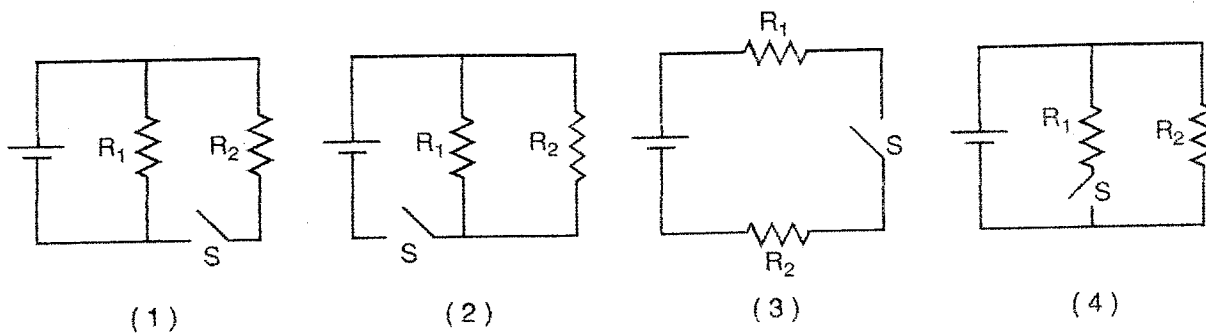 R₁ R₂ S
(1)
R₁ R₂ S
(2)
R₁ S R₂
(3)
R₁ S R₂
(4)